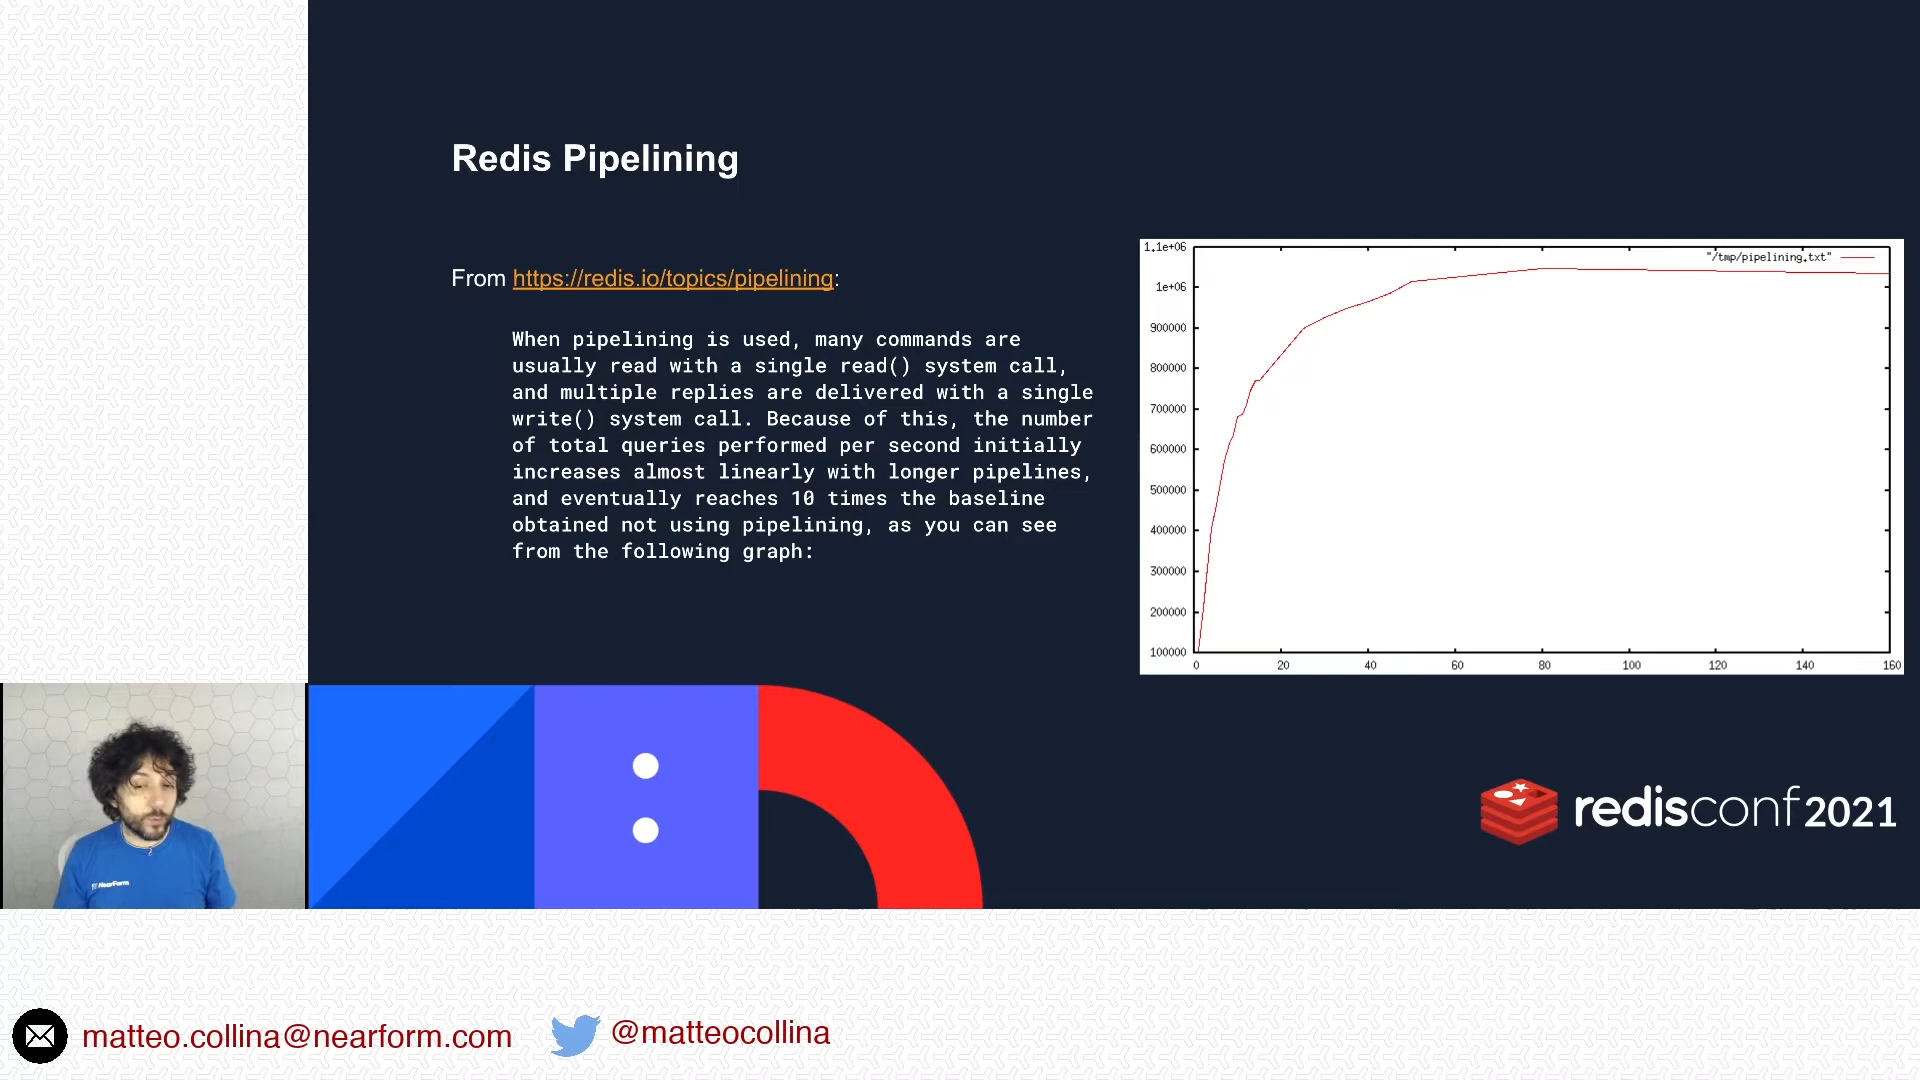 Redis Pipelining
From https://redis.io/topics/pipelining:
When pipelining is used, many commands are
usually read with a single read() system call,
and multiple replies are delivered with a single
write() system call. Because of this, the number
of total queries performed per second initially
increases almost linearly with longer pipelines,
and eventually reaches 10 times the baseline
obtained not using pipelining, as you can see
from the following graph:
1.1e+06
"/tmp/pipelining.txt"
1e+06
900000
800000
700000
600000
500000
400000
300000
200000
100000
0 20 40 60 80 100 120 140 160
NearForm
redisconf 2021
matteo.collina@nearform.com
@matteocollina